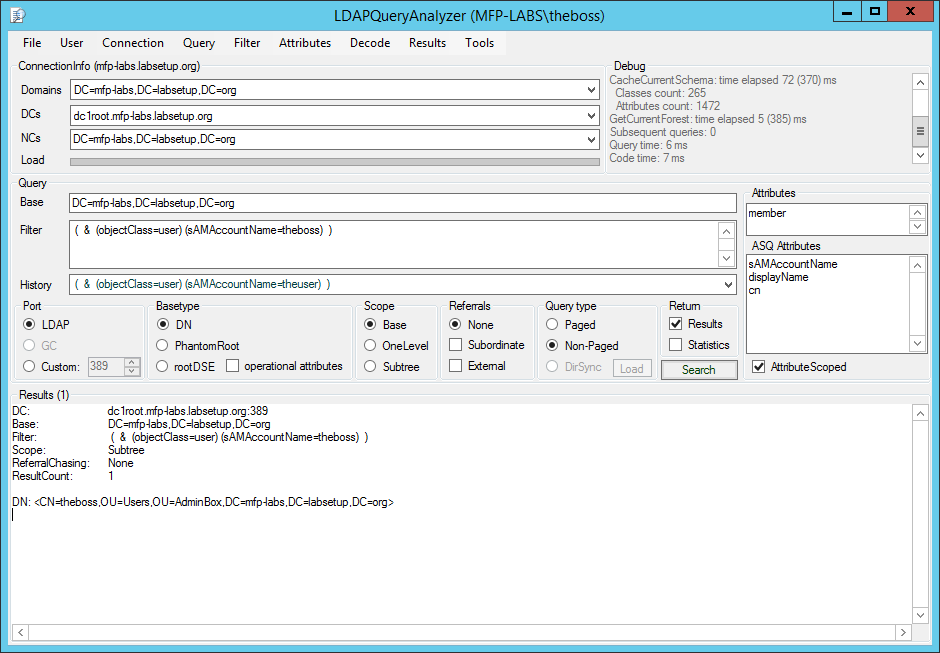 LDAPQueryAnalyzer (MFP-LABS\theboss)
File User Connection Query Filter Attributes Decode Results Tools
ConnectionInfo (mfp-labs.labsetup.org)
Domains DC=mfp-labs,DC=labsetup,DC=org
DCs dc1root.mfp-labs.labsetup.org
NCs DC=mfp-labs,DC=labsetup,DC=org
Load
Debug
CacheCurrentSchema: time elapsed 72 (370) ms
Classes count: 265
Attributes count: 1472
GetCurrentForest: time elapsed 5 (385) ms
Subsequent queries: 0
Query time: 6 ms
Code time: 7 ms
Query
Base DC=mfp-labs,DC=labsetup,DC=org
Filter ( & (objectClass=user) (sAMAccountName=theboss) )
History ( & (objectClass=user) (sAMAccountName=theuser) )
Attributes
member
ASQ Attributes
sAMAccountName
displayName
cn
AttributeScoped
Port
LDAP
GC
Custom: 389
Basetype
DN
PhantomRoot
rootDSE operational attributes
Scope
Base
OneLevel
Subtree
Referrals
None
Subordinate
External
Query type
Paged
Non-Paged
DirSync Load
Return
Results
Statistics
Search
Results (1)
DC: dc1root.mfp-labs.labsetup.org:389
Base: DC=mfp-labs,DC=labsetup,DC=org
Filter: ( & (objectClass=user) (sAMAccountName=theboss) )
Scope: Subtree
ReferralChasing: None
ResultCount: 1
DN: <CN=theboss,OU=Users,OU=AdminBox,DC=mfp-labs,DC=labsetup,DC=org>